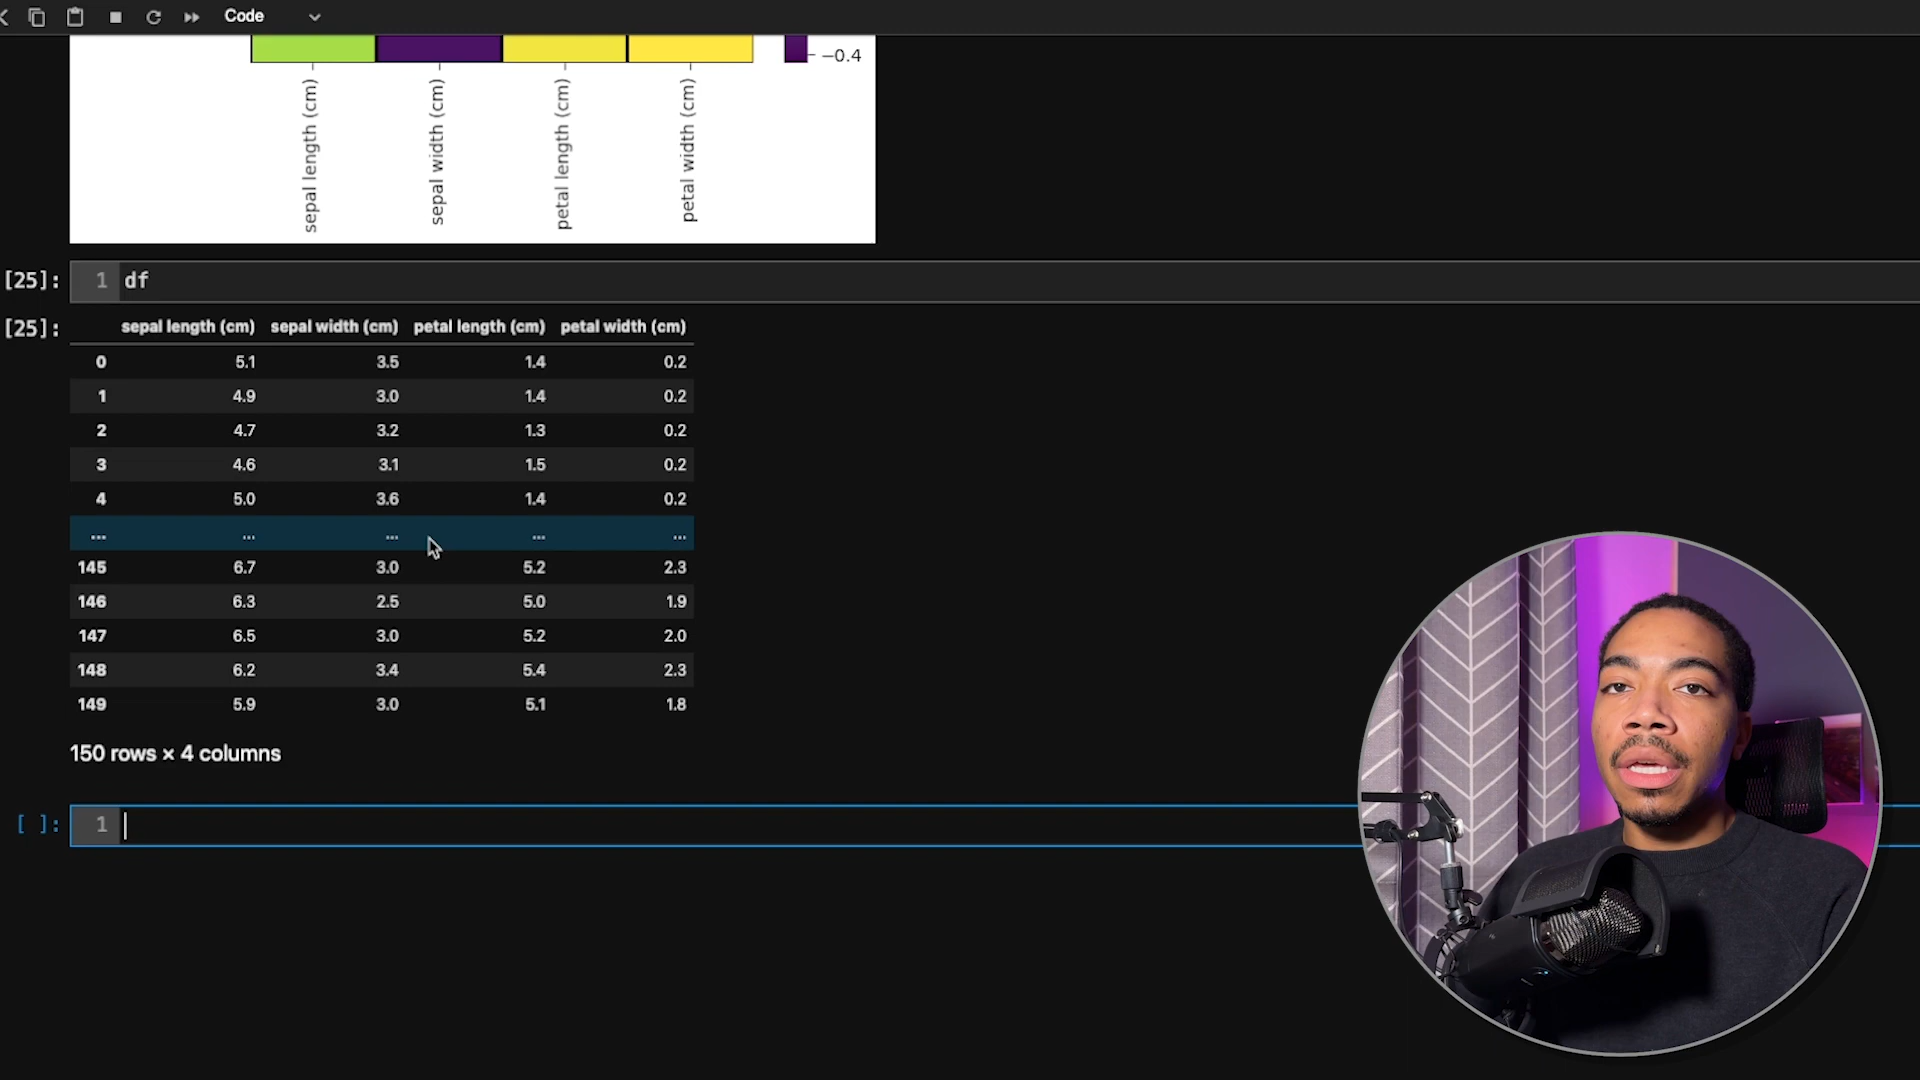 Code
−0.4
sepal length (cm)
sepal width (cm)
petal length (cm)
petal width (cm)
[25]: 1 df
[25]: sepal length (cm) sepal width (cm) petal length (cm) petal width (cm)
0 5.1 3.5 1.4 0.2
1 4.9 3.0 1.4 0.2
2 4.7 3.2 1.3 0.2
3 4.6 3.1 1.5 0.2
4 5.0 3.6 1.4 0.2
... ... ... ... ...
145 6.7 3.0 5.2 2.3
146 6.3 2.5 5.0 1.9
147 6.5 3.0 5.2 2.0
148 6.2 3.4 5.4 2.3
149 5.9 3.0 5.1 1.8
150 rows × 4 columns
[ ]: 1